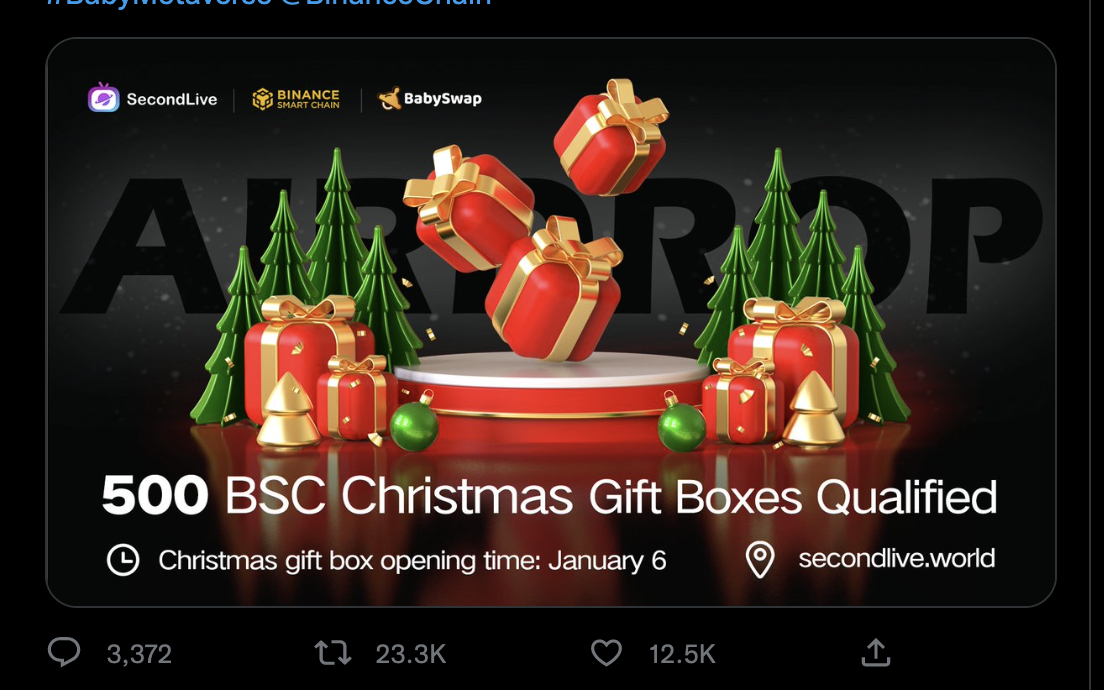 #BabyMetaverse @BinanceChain
SecondLive
BINANCE
SMART CHAIN
BabySwap
AIRDROP
500 BSC Christmas Gift Boxes Qualified
Christmas gift box opening time: January 6
secondlive.world
3,372
23.3K
12.5K